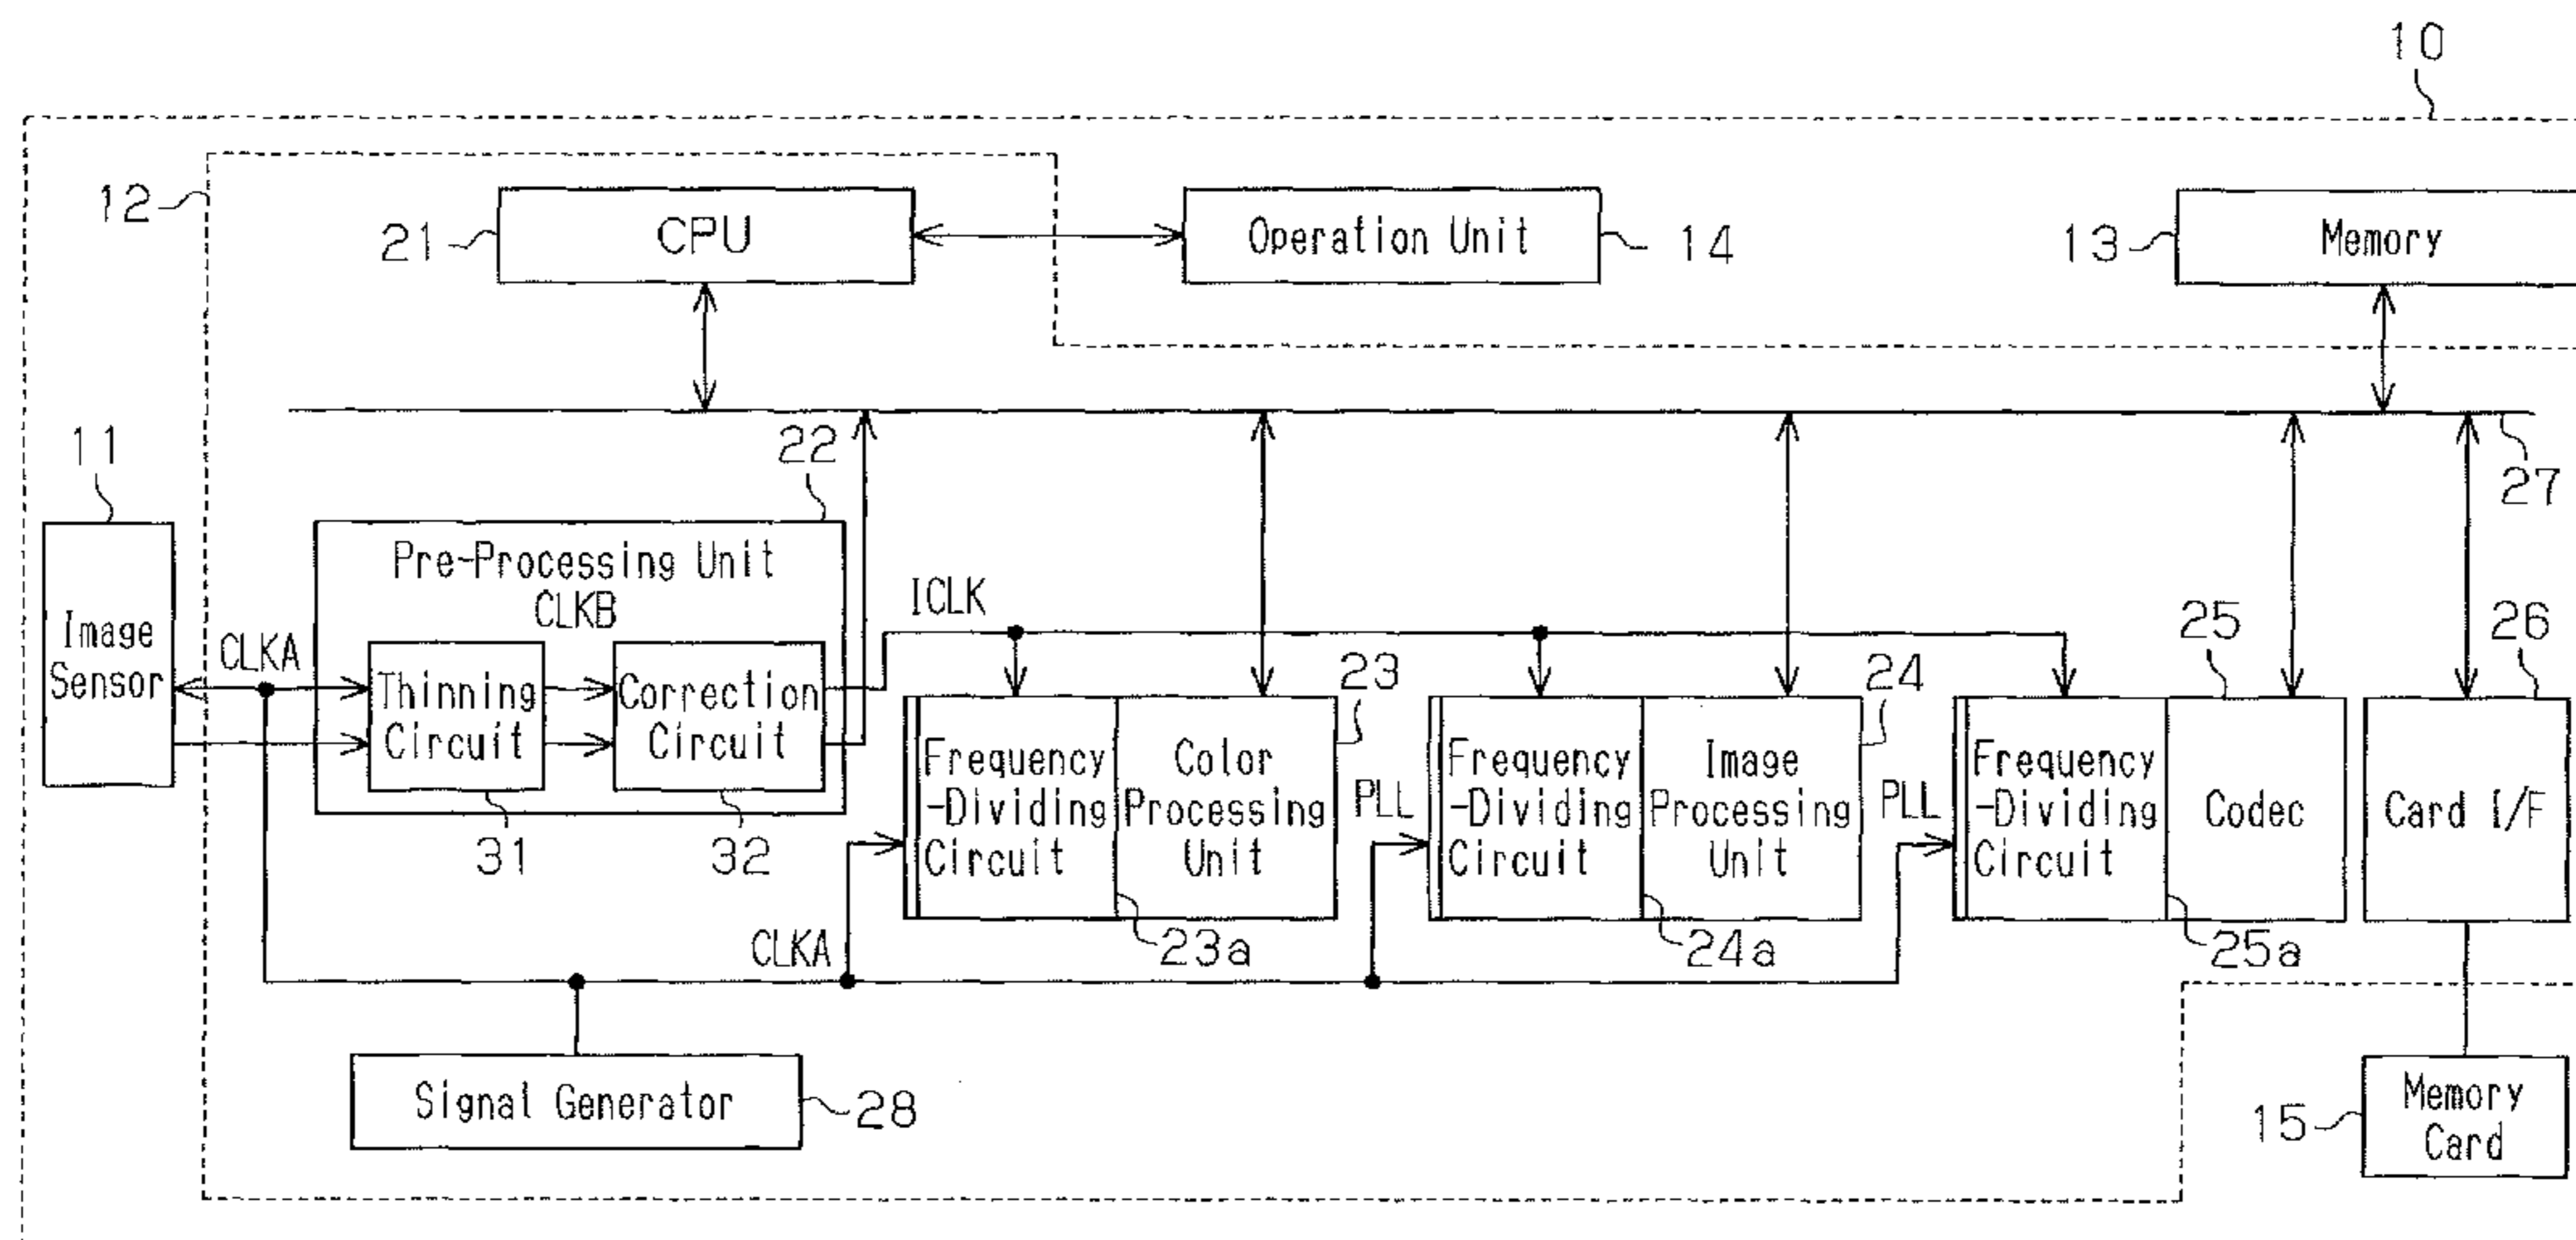 10
12
21
CPU
Operation Unit
14
13
Memory
11
22
27
Pre-Processing Unit
CLKB
Image
Sensor
CLKA
Thinning
Circuit
Correction
Circuit
31
32
ICLK
23
24
25
26
Frequency
-Dividing
Circuit
Color
Processing
Unit
PLL
Frequency
-Dividing
Circuit
Image
Processing
Unit
PLL
Frequency
-Dividing
Circuit
Codec
Card I/F
CLKA
23a
24a
25a
Signal Generator
28
15
Memory
Card